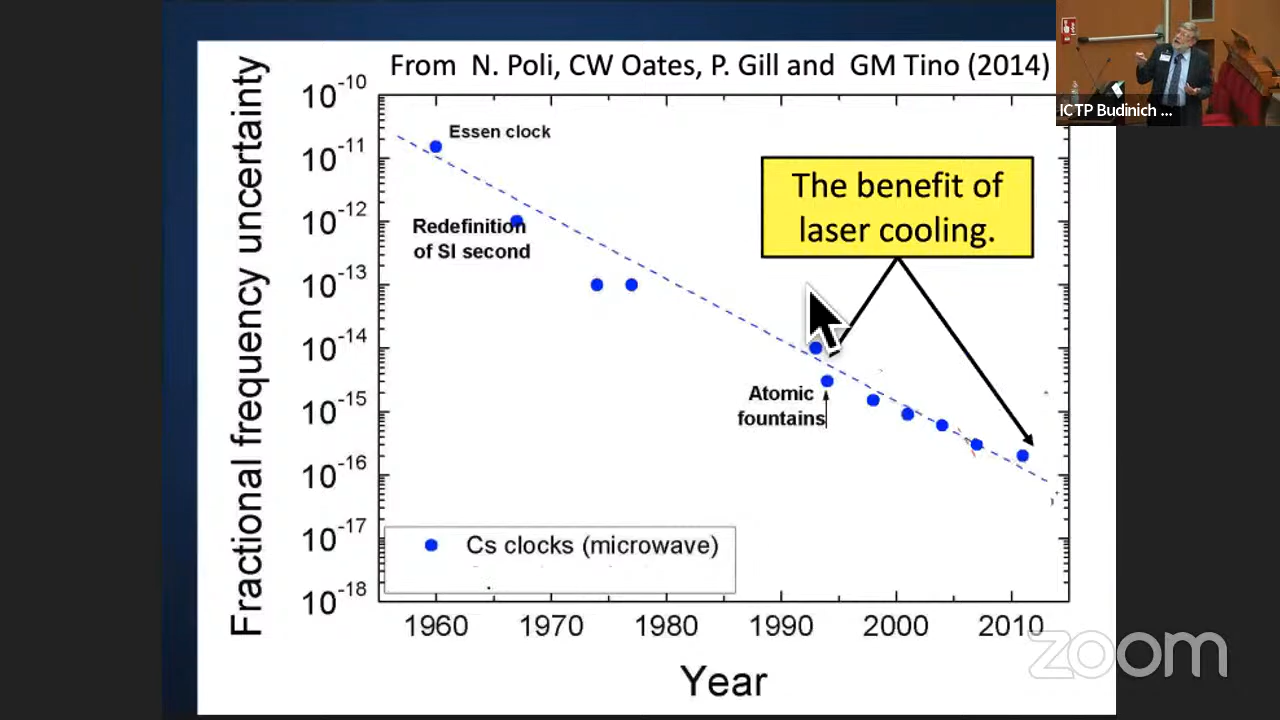 From N. Poli, CW Oates, P. Gill and GM Tino (2014)
ICTP Budinich ...
Fractional frequency uncertainty
10⁻¹⁰
10⁻¹¹
10⁻¹²
10⁻¹³
10⁻¹⁴
10⁻¹⁵
10⁻¹⁶
10⁻¹⁷
10⁻¹⁸
Essen clock
Redefinition
of SI second
The benefit of
laser cooling.
Atomic
fountains
Cs clocks (microwave)
1960 1970 1980 1990 2000 2010
Year
zoom